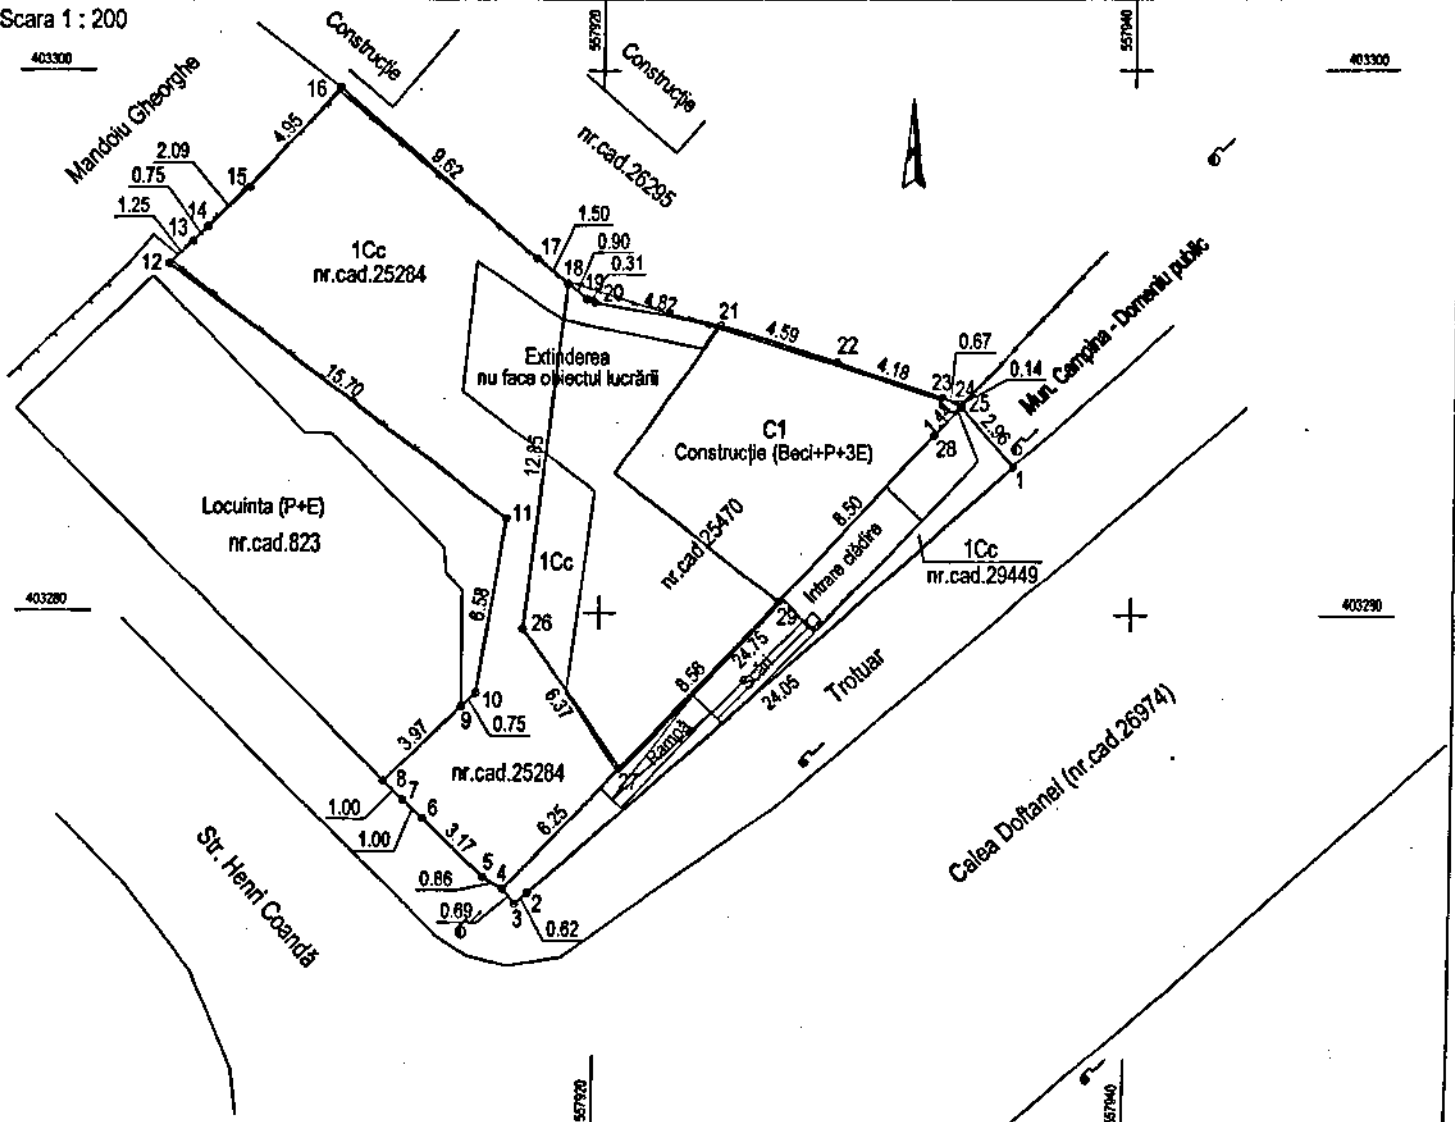 Scara 1 : 200
403300
557920
557940
403300
Construcție
Construcție
Mandoiu Gheorghe
nr.cad.26295
16
4.95
2.09
15
0.75
14
1.25
13
12
9.62
1Cc
nr.cad.25284
17
1.50
18
0.90
19
0.31
20
4.82
21
4.59
22
4.18
23
0.67
24
0.14
25
2.96
1
1.44
28
Mun. Campina - Domeniu public
Extinderea
nu face obiectul lucrării
C1
Construcție (Beci+P+3E)
15.70
12.85
Locuinta (P+E)
nr.cad.823
11
1Cc
nr.cad.25470
8.50
Intrare clădire
1Cc
nr.cad.29449
403280
6.58
26
29
403290
24.75
Scări
8.58
24.05
Trotuar
10
9
0.75
6.37
Rampă
27
3.97
nr.cad.25284
8
7
6
1.00
1.00
3.17
6.25
5
4
0.86
0.69
3
2
0.62
Str. Henri Coandă
Calea Doftanei (nr.cad.26974)
557920
557940